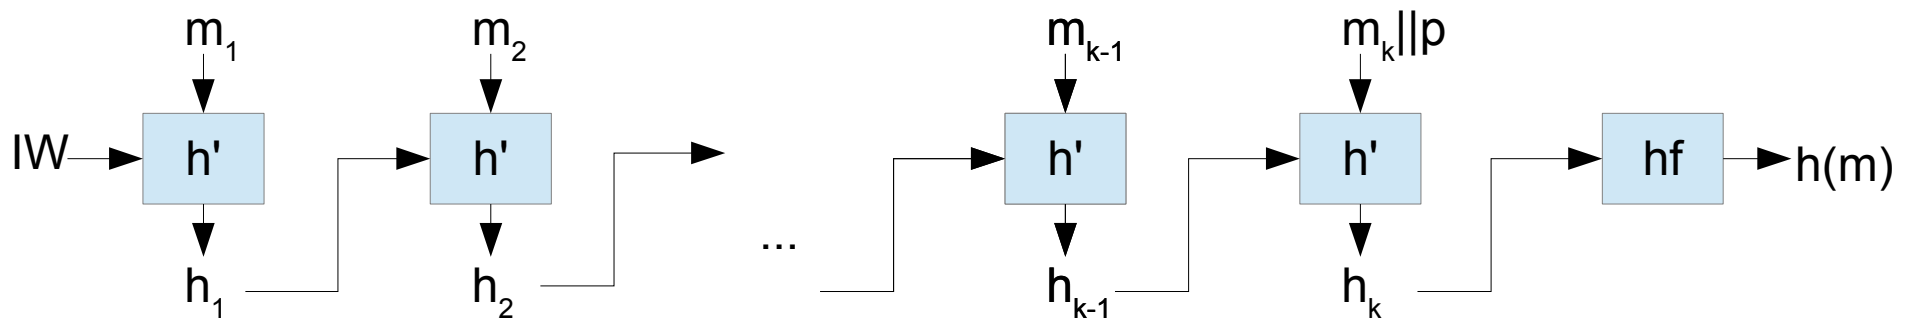 m₁ m₂ mₖ₋₁ mₖ||p
IW h' h' h' h' hf h(m)
...
h₁ h₂ hₖ₋₁ hₖ